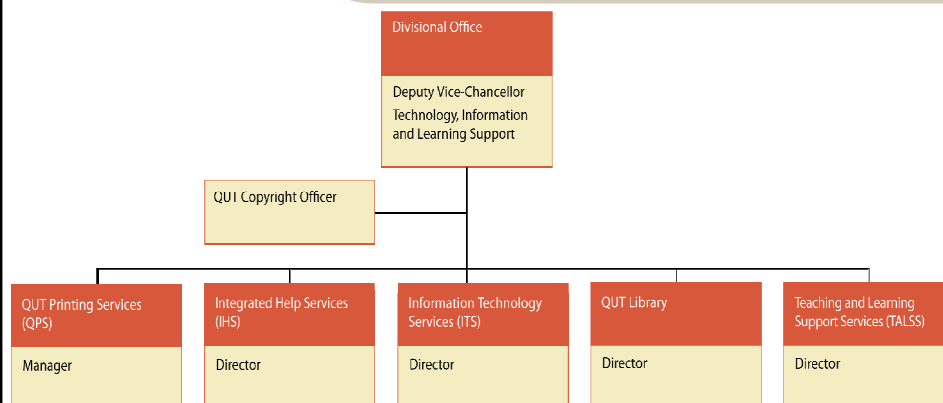 Divisional Office
Deputy Vice-Chancellor
Technology, Information
and Learning Support
QUT Copyright Officer
QUT Printing Services
(QPS)
Manager
Integrated Help Services
(IHS)
Director
Information Technology
Services (ITS)
Director
QUT Library
Director
Teaching and Learning
Support Services (TALSS)
Director